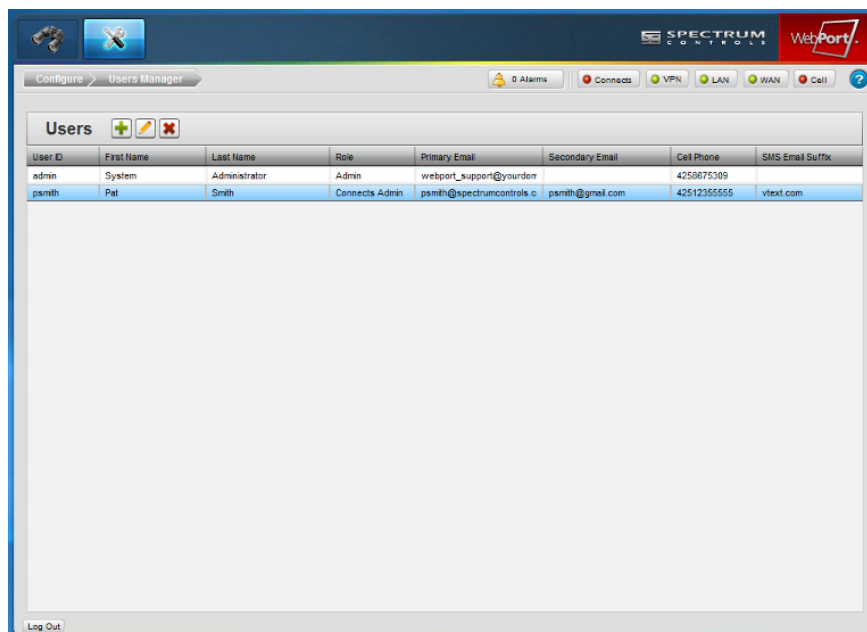 SPECTRUM
CONTROLS
WebPort.
Configure Users Manager 0 Alarms Connects VPN LAN WAN Cell ?
Users
User ID First Name Last Name Role Primary Email Secondary Email Cell Phone SMS Email Suffix
admin System Administrator Admin webport_support@yourdom 4258675309
psmith Pat Smith Connects Admin psmith@spectrumcontrols.c psmith@gmail.com 42512355555 vtext.com
Log Out